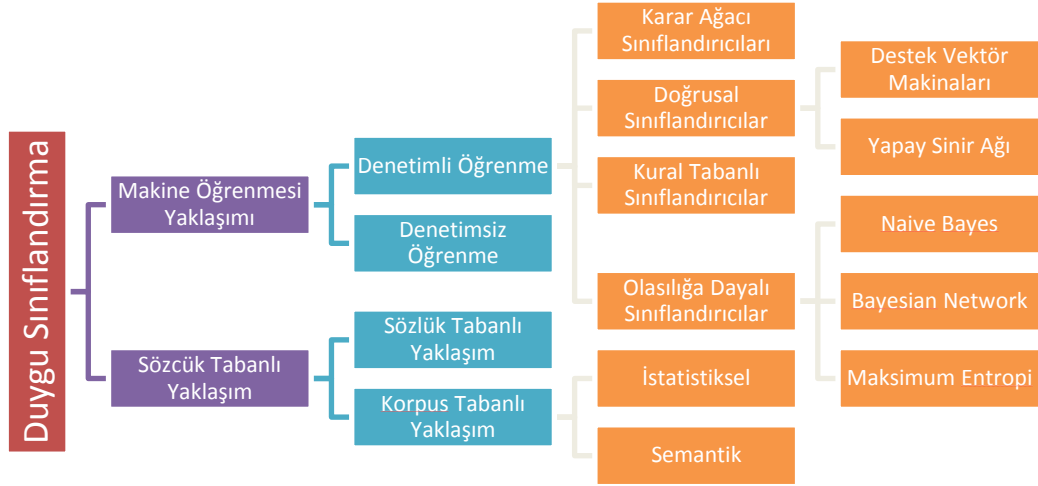 Duygu Sınıflandırma
Makine Öğrenmesi
Yaklaşımı
Sözcük Tabanlı
Yaklaşım
Denetimli Öğrenme
Denetimsiz
Öğrenme
Sözlük Tabanlı
Yaklaşım
Korpus Tabanlı
Yaklaşım
Karar Ağacı
Sınıflandırıcıları
Doğrusal
Sınıflandırıcılar
Kural Tabanlı
Sınıflandırıcılar
Olasılığa Dayalı
Sınıflandırıcılar
İstatistiksel
Semantik
Destek Vektör
Makinaları
Yapay Sinir Ağı
Naive Bayes
Bayesian Network
Maksimum Entropi